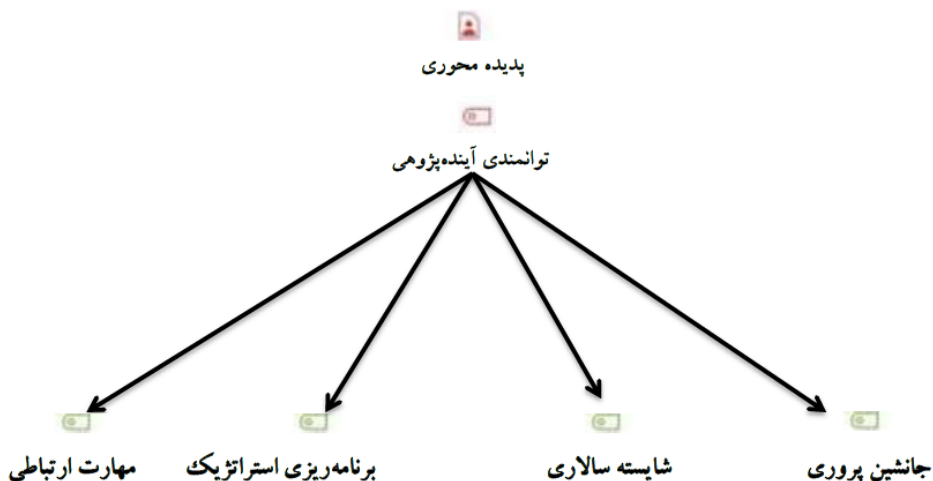 پدیده محوری
توانمندی آینده‌پژوهی
جانشین پروری
شایسته سالاری
برنامه‌ریزی استراتژیک
مهارت ارتباطی